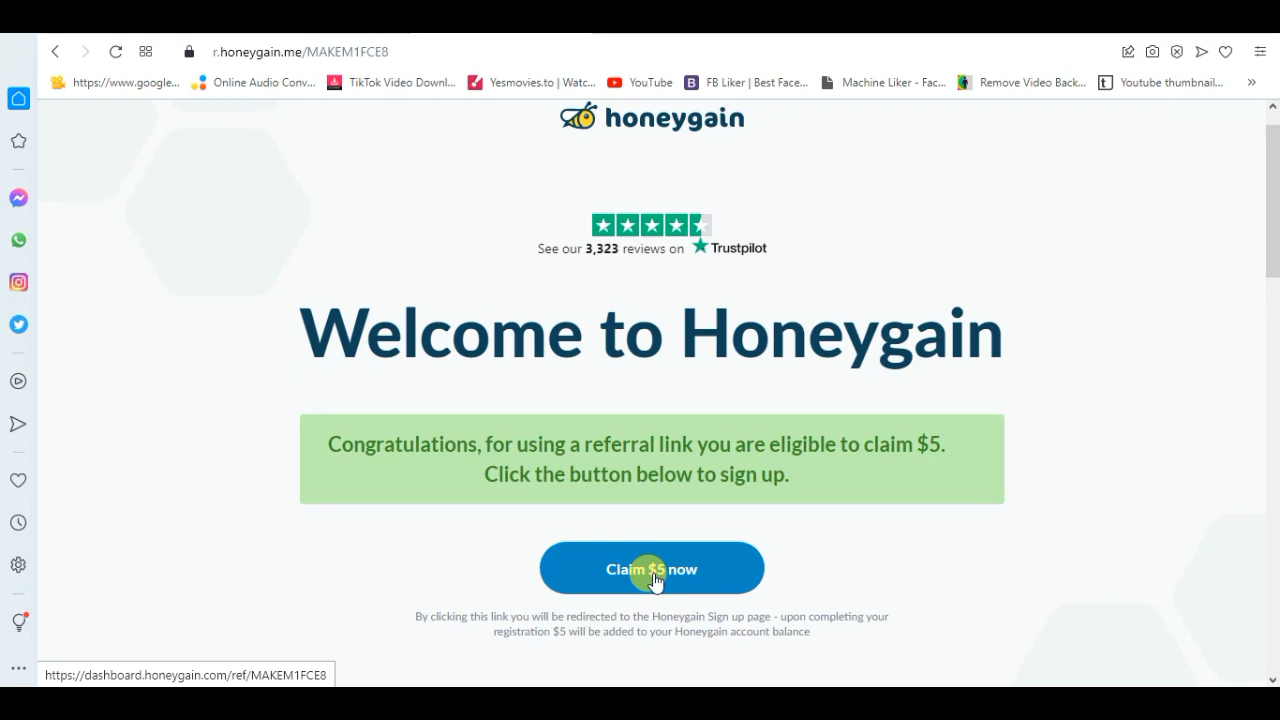 r.honeygain.me/MAKEM1FCE8
https://www.google... Online Audio Conv... TikTok Video Downl... Yesmovies.to | Watc... YouTube FB Liker | Best Face... Machine Liker - Fac... Remove Video Back... Youtube thumbnail... »
honeygain
See our 3,323 reviews on Trustpilot
Welcome to Honeygain
Congratulations, for using a referral link you are eligible to claim $5.
Click the button below to sign up.
Claim $5 now
By clicking this link you will be redirected to the Honeygain Sign up page - upon completing your
registration $5 will be added to your Honeygain account balance
https://dashboard.honeygain.com/ref/MAKEM1FCE8